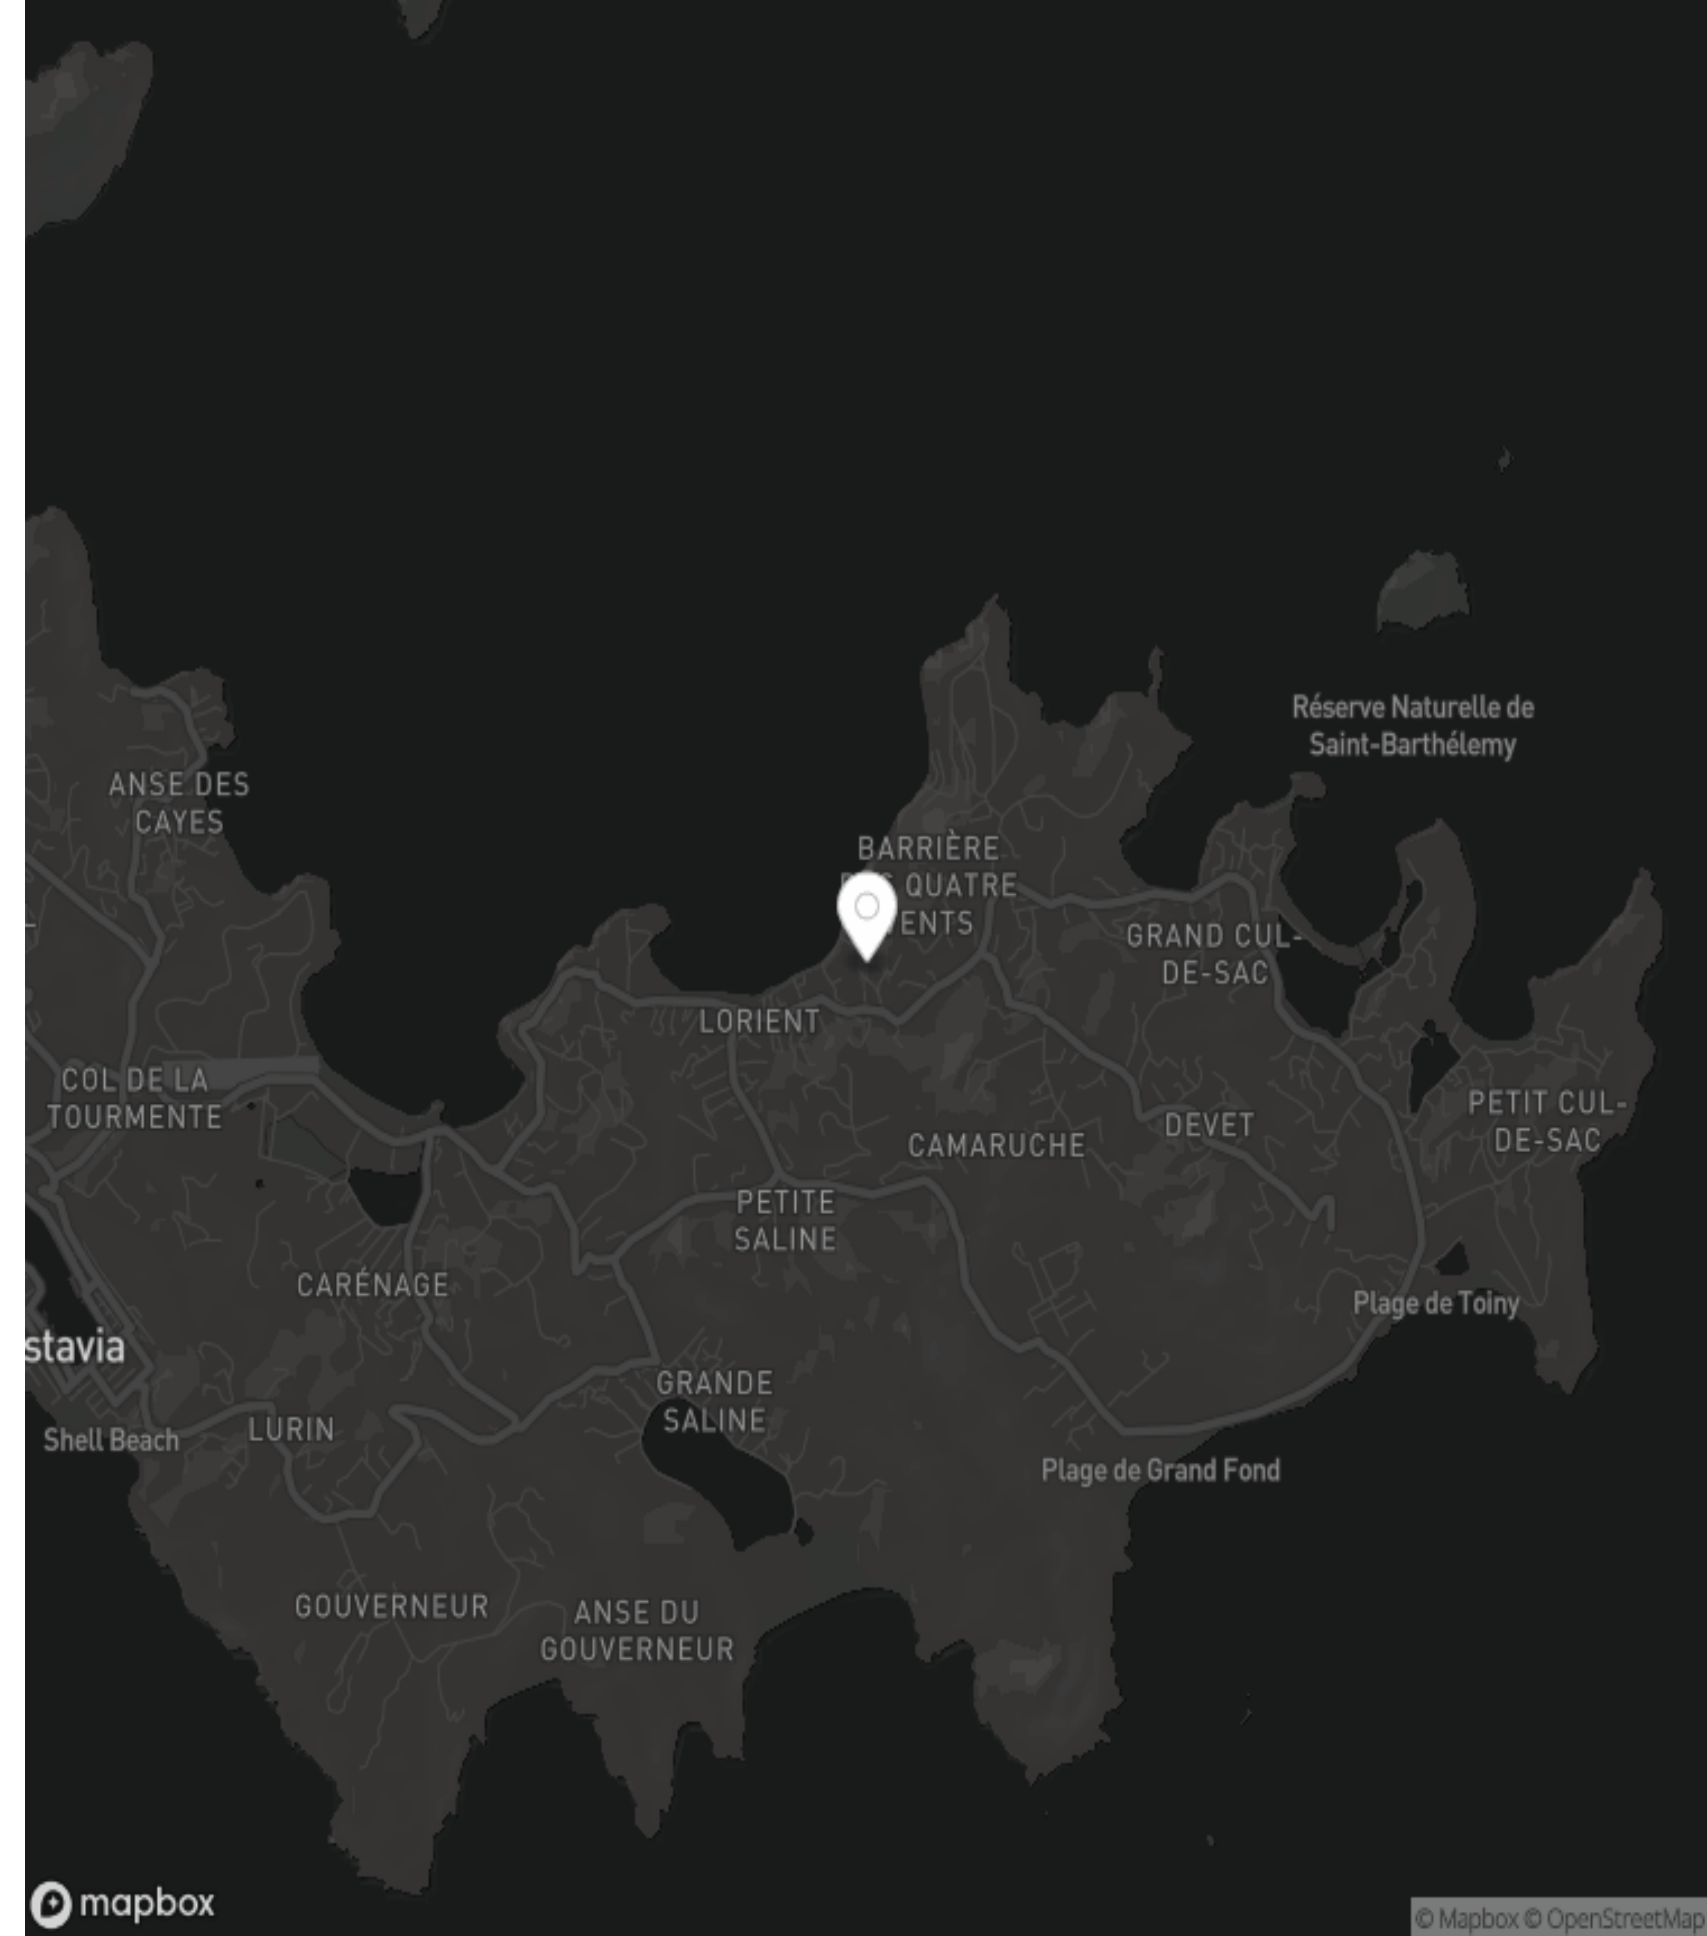 Réserve Naturelle de
Saint-Barthélemy
ANSE DES
CAYES
BARRIÈRE
QUATRE
ENTS
GRAND CUL-
DE-SAC
LORIENT
COL DE LA
TOURMENTE
PETIT CUL-
DE-SAC
DEVET
CAMARUCHE
PETITE
SALINE
CARÉNAGE
Plage de Toiny
stavia
GRANDE
SALINE
LURIN
Shell Beach
Plage de Grand Fond
GOUVERNEUR
ANSE DU
GOUVERNEUR
mapbox
© Mapbox © OpenStreetMap